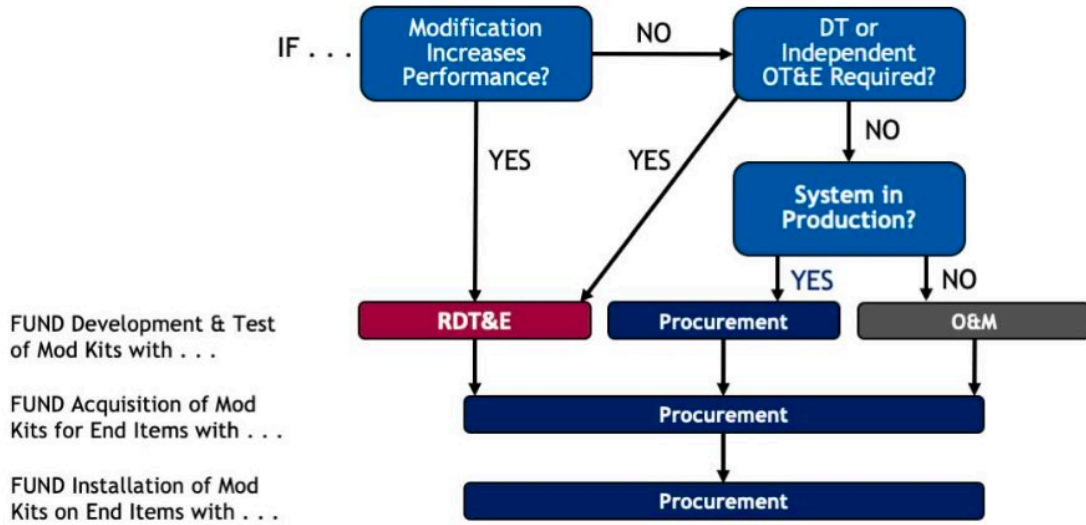 IF . . .
Modification
Increases
Performance?
NO
DT or
Independent
OT&E Required?
YES
YES
NO
System in
Production?
YES
NO
FUND Development & Test
of Mod Kits with . . .
RDT&E
Procurement
O&M
FUND Acquisition of Mod
Kits for End Items with . . .
Procurement
FUND Installation of Mod
Kits on End Items with . . .
Procurement